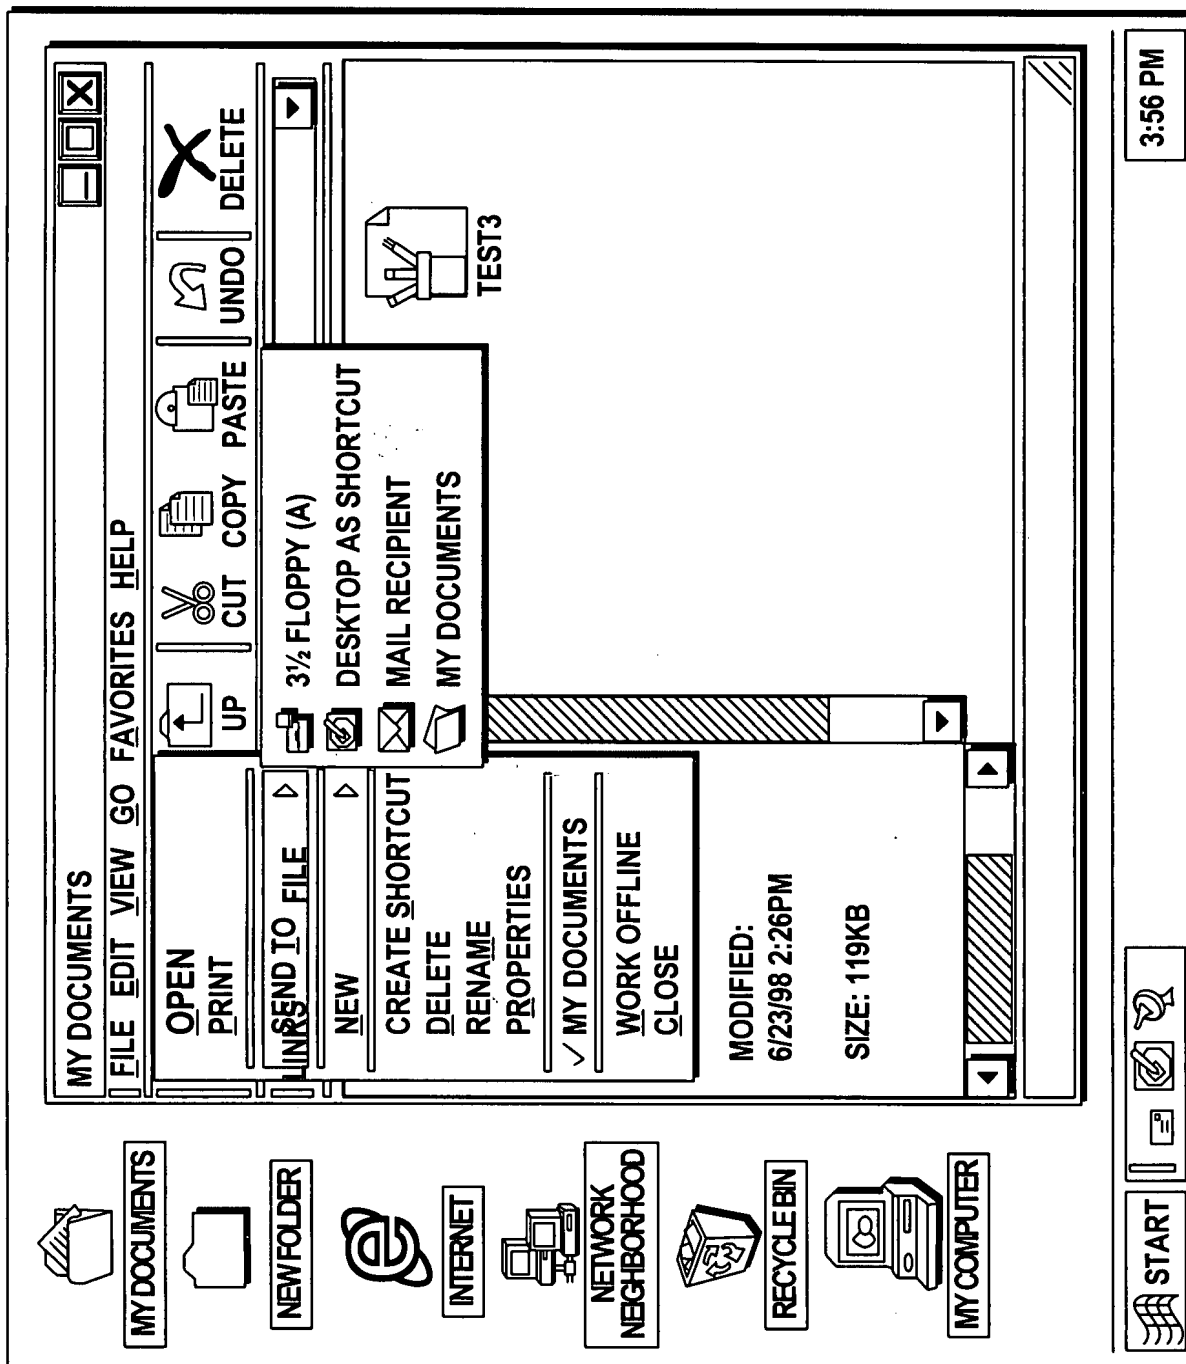 MY DOCUMENTS
FILE EDIT VIEW GO FAVORITES HELP
UP CUT COPY PASTE UNDO DELETE
OPEN
PRINT
SEND TO FILE
LINKS
NEW
CREATE SHORTCUT
DELETE
RENAME
PROPERTIES
✓ MY DOCUMENTS
WORK OFFLINE
CLOSE
3½ FLOPPY (A)
DESKTOP AS SHORTCUT
MAIL RECIPIENT
MY DOCUMENTS
TEST3
MODIFIED:
6/23/98 2:26PM
SIZE: 119KB
MY DOCUMENTS
NEW FOLDER
INTERNET
NETWORK
NEIGHBORHOOD
RECYCLE BIN
MY COMPUTER
START
3:56 PM